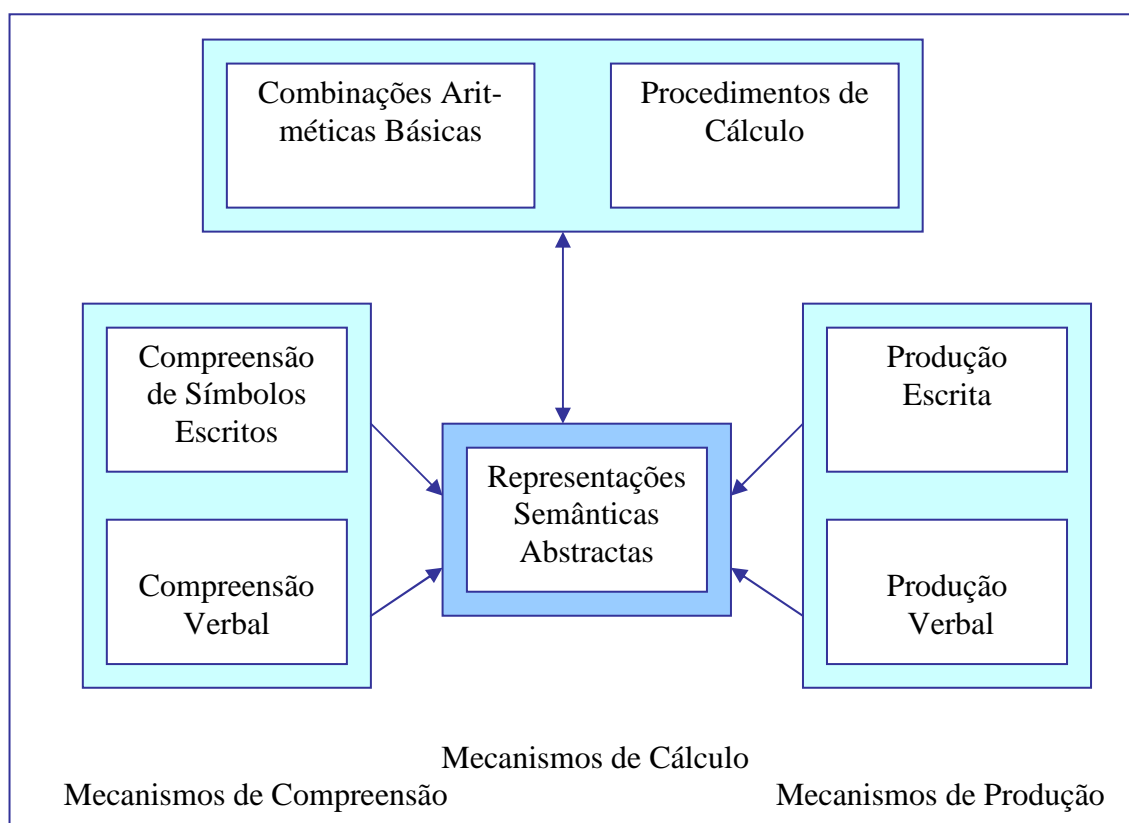 Combinações Arit-
méticas Básicas
Procedimentos de
Cálculo
Compreensão
de Símbolos
Escritos
Compreensão
Verbal
Representações
Semânticas
Abstractas
Produção
Escrita
Produção
Verbal
Mecanismos de Cálculo
Mecanismos de Compreensão
Mecanismos de Produção